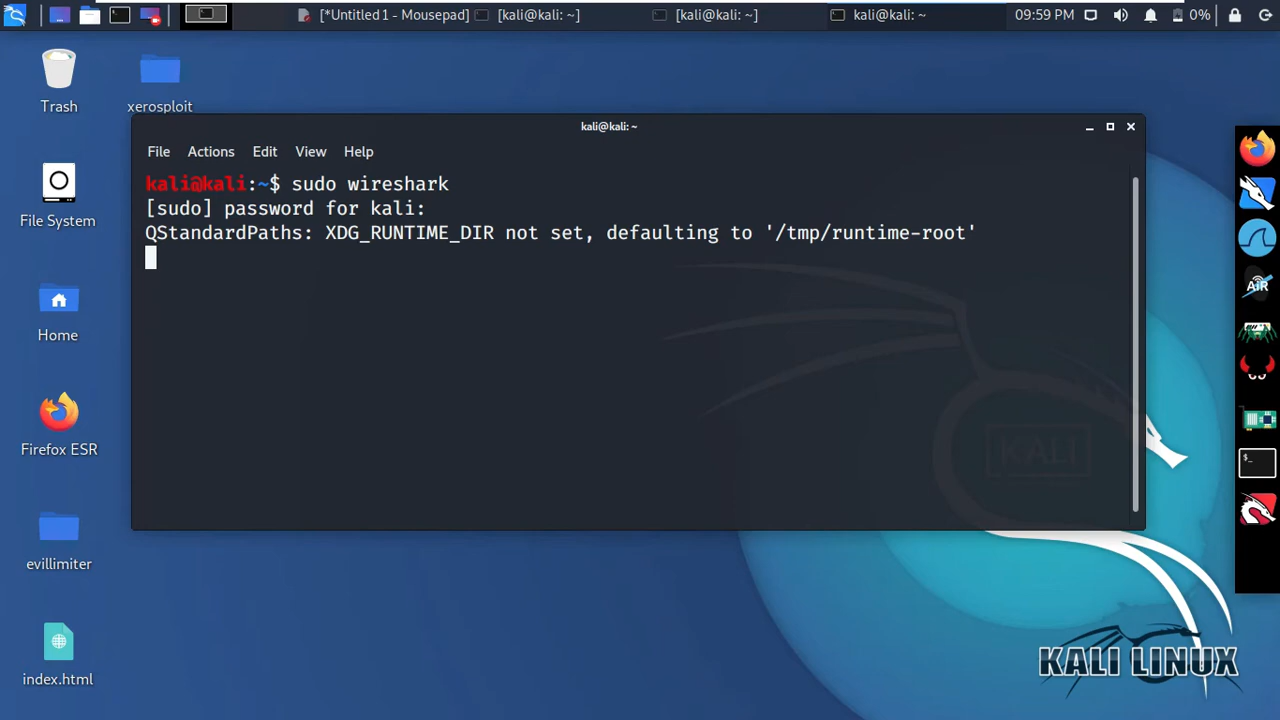 [*Untitled 1 - Mousepad] [kali@kali: ~] [kali@kali: ~] kali@kali: ~ 09:59 PM 0%
Trash
xerosploit
File System
Home
Firefox ESR
evillimiter
index.html
kali@kali: ~
File Actions Edit View Help
kali@kali:~$ sudo wireshark
[sudo] password for kali:
QStandardPaths: XDG_RUNTIME_DIR not set, defaulting to '/tmp/runtime-root'
KALI
AiR
$_
KALI LINUX